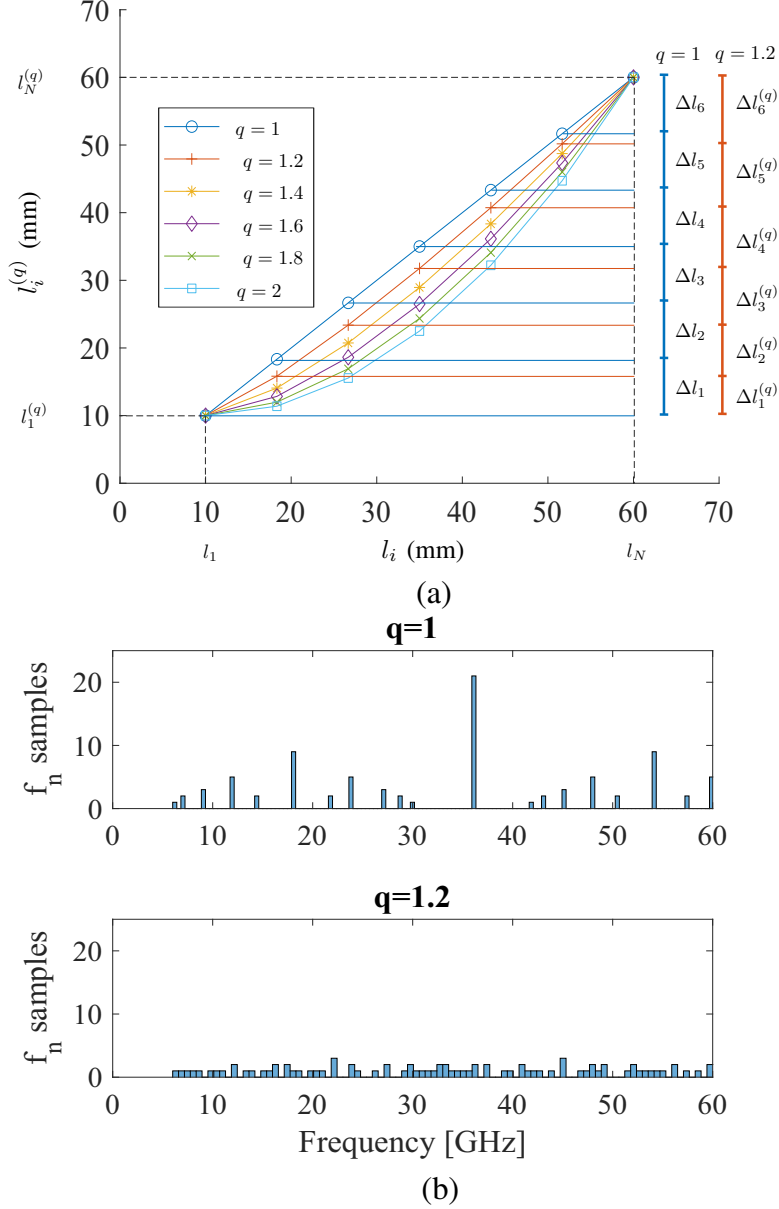 70
60
50
40
30
20
10
0
l_N^{(q)}
l_1^{(q)}
l_i^{(q)} (mm)
q = 1
q = 1.2
q = 1.4
q = 1.6
q = 1.8
q = 2
q = 1 q = 1.2
Δl_6 Δl_6^{(q)}
Δl_5 Δl_5^{(q)}
Δl_4 Δl_4^{(q)}
Δl_3 Δl_3^{(q)}
Δl_2 Δl_2^{(q)}
Δl_1 Δl_1^{(q)}
0 10 20 30 40 50 60 70
l_1 l_i (mm) l_N
(a)
q=1
f_n samples
20
10
0
0 10 20 30 40 50 60
q=1.2
f_n samples
20
10
0
0 10 20 30 40 50 60
Frequency [GHz]
(b)